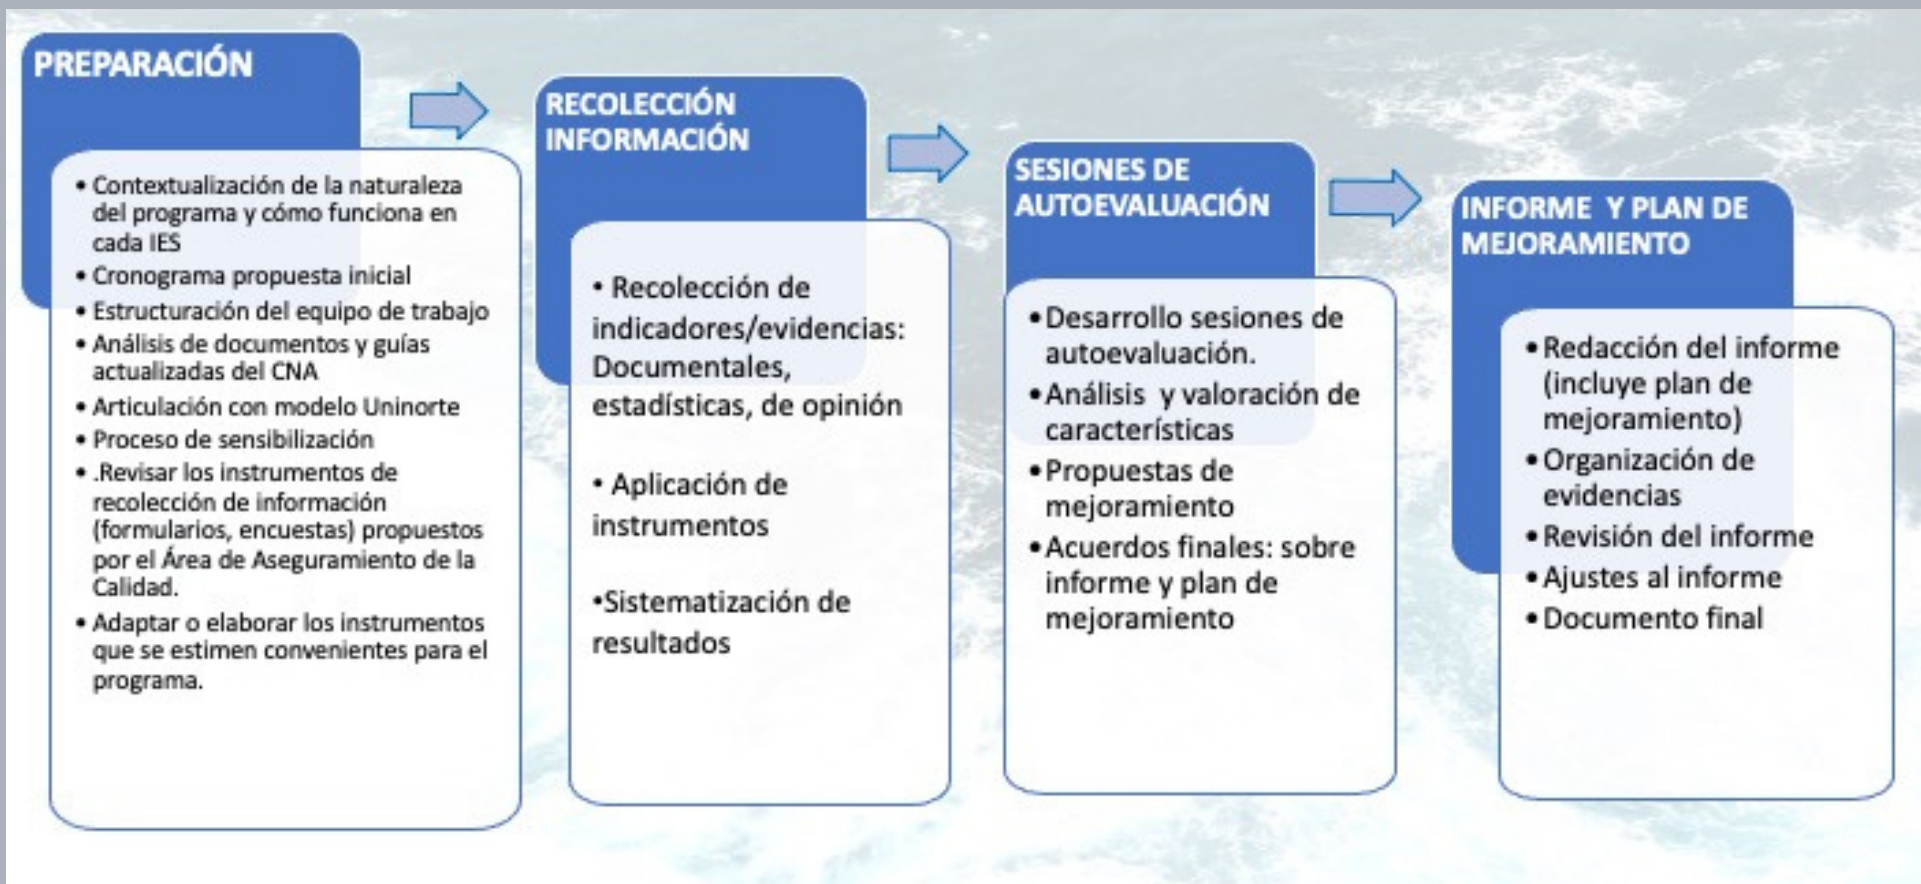 PREPARACIÓN
• Contextualización de la naturaleza
del programa y cómo funciona en
cada IES
• Cronograma propuesta inicial
• Estructuración del equipo de trabajo
• Análisis de documentos y guías
actualizadas del CNA
• Articulación con modelo Uninorte
• Proceso de sensibilización
• .Revisar los instrumentos de
recolección de información
(formularios, encuestas) propuestos
por el Área de Aseguramiento de la
Calidad.
• Adaptar o elaborar los instrumentos
que se estimen convenientes para el
programa.
RECOLECCIÓN
INFORMACIÓN
• Recolección de
indicadores/evidencias:
Documentales,
estadísticas, de opinión
• Aplicación de
instrumentos
•Sistematización de
resultados
SESIONES DE
AUTOEVALUACIÓN
•Desarrollo sesiones de
autoevaluación.
•Análisis y valoración de
características
•Propuestas de
mejoramiento
•Acuerdos finales: sobre
informe y plan de
mejoramiento
INFORME Y PLAN DE
MEJORAMIENTO
•Redacción del informe
(incluye plan de
mejoramiento)
•Organización de
evidencias
•Revisión del informe
•Ajustes al informe
•Documento final